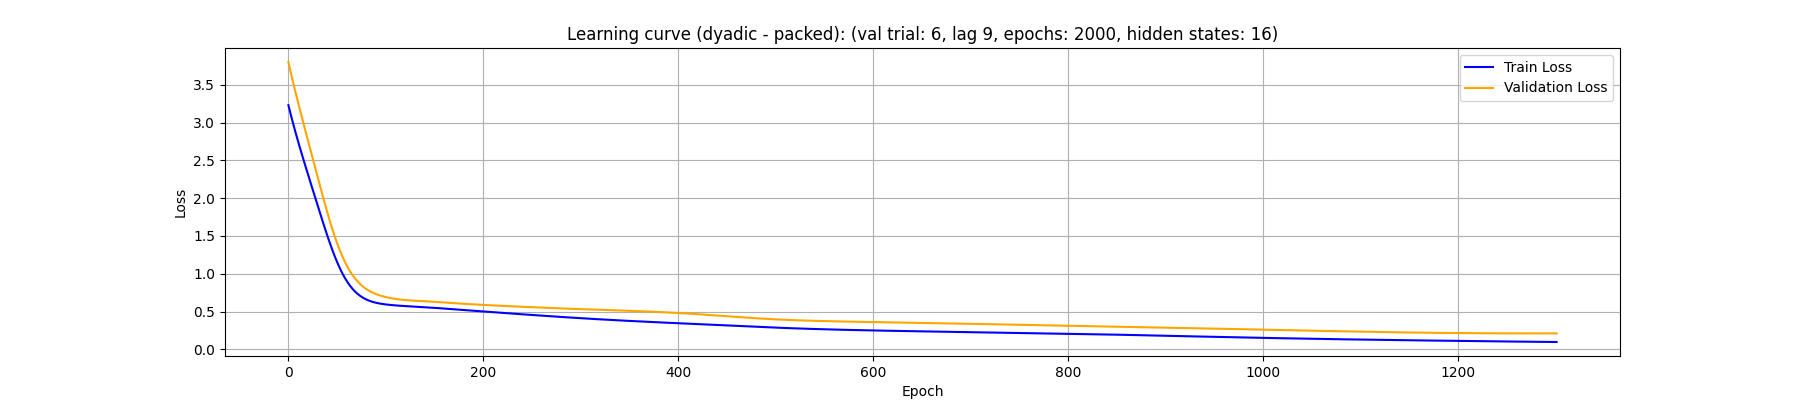 Learning curve (dyadic - packed): (val trial: 6, lag 9, epochs: 2000, hidden states: 16)
Train Loss
Validation Loss
Loss
3.5
3.0
2.5
2.0
1.5
1.0
0.5
0.0
0 200 400 600 800 1000 1200
Epoch